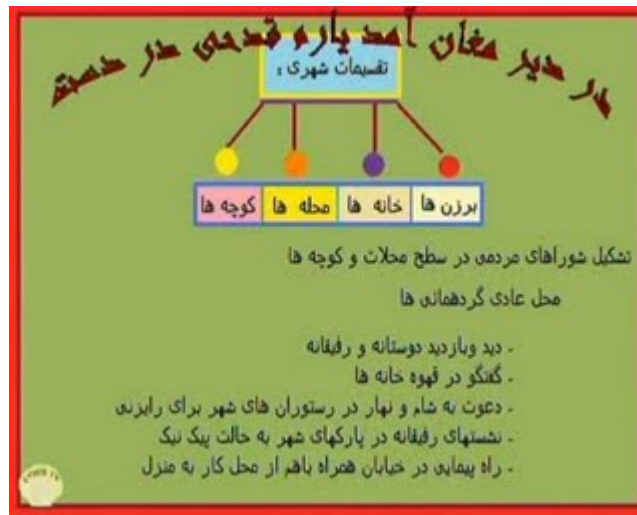 در دیر مغان آمد یارم قدحی در دست
تقسیمات شهری :
برزن ها خانه ها محله ها کوچه ها
تشکیل شوراهای مردمی در سطح محلات و کوچه ها
محل عادی گردهمائی ها
- دید وبازدید دوستانه و رفیقانه
- گفتگو در قهوه خانه ها
- دعوت به شام و نهار در رستوران های شهر برای رایزنی
- نشستهای رفیقانه در پارکهای شهر به حالت پیک نیک
- راه پیمایی در خیابان همراه باهم از محل کار به منزل